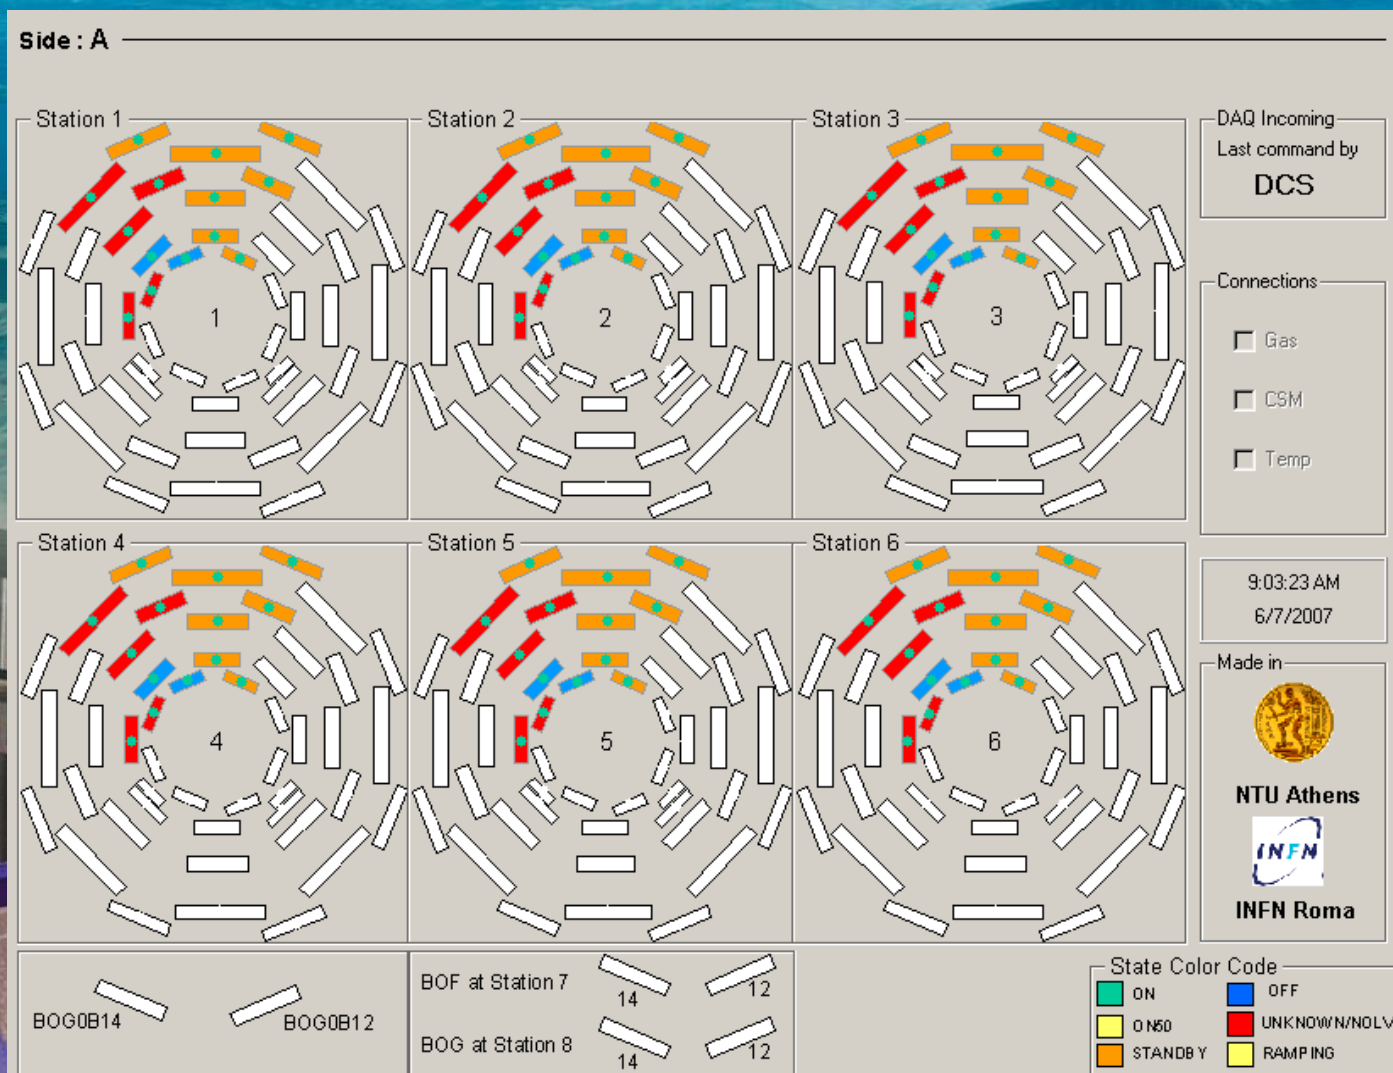 Side : A
Station 1
Station 2
Station 3
1
2
3
DAQ Incoming
Last command by
DCS
Connections
Gas
CSM
Temp
Station 4
Station 5
Station 6
4
5
6
9:03:23 AM
6/7/2007
Made in
NTU Athens
INFN
INFN Roma
BOG0B14
BOG0B12
BOF at Station 7
14
12
BOG at Station 8
14
12
State Color Code
ON
OFF
ON50
UNKNOWN/NOLV
STANDBY
RAMPING